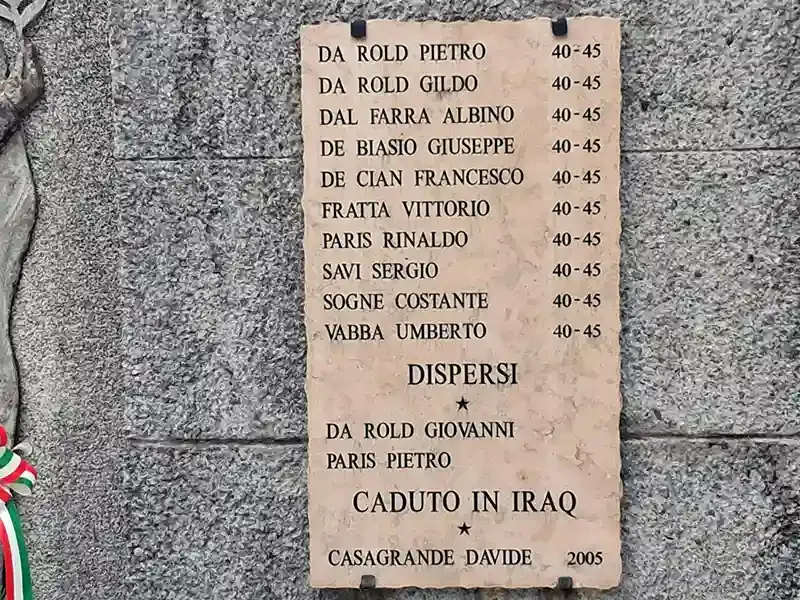 DA ROLD PIETRO 40-45
DA ROLD GILDO 40-45
DAL FARRA ALBINO 40-45
DE BIASIO GIUSEPPE 40-45
DE CIAN FRANCESCO 40-45
FRATTA VITTORIO 40-45
PARIS RINALDO 40-45
SAVI SERGIO 40-45
SOGNE COSTANTE 40-45
VABBA UMBERTO 40-45
DISPERSI
★
DA ROLD GIOVANNI
PARIS PIETRO
CADUTO IN IRAQ
★
CASAGRANDE DAVIDE 2005